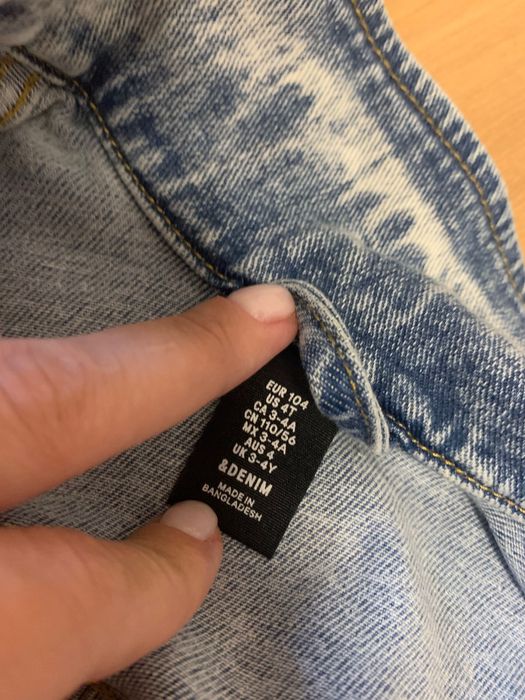 EUR 104
US 4T
CA 3-4A
CN 110/56
MX 3-4A
AUS 4
UK 3-4Y
&DENIM
MADE IN
BANGLADESH